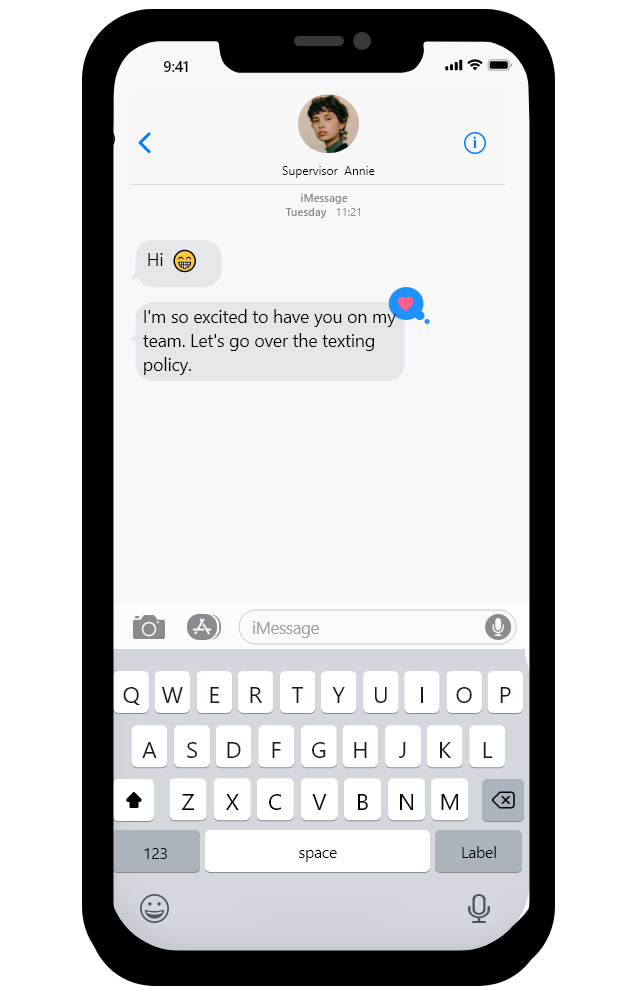 9:41
Supervisor Annie
iMessage
Tuesday 11:21
Hi 😁
I'm so excited to have you on my
team. Let's go over the texting
policy.
iMessage
Q W E R T Y U I O P
A S D F G H J K L
Z X C V B N M
123 space Label